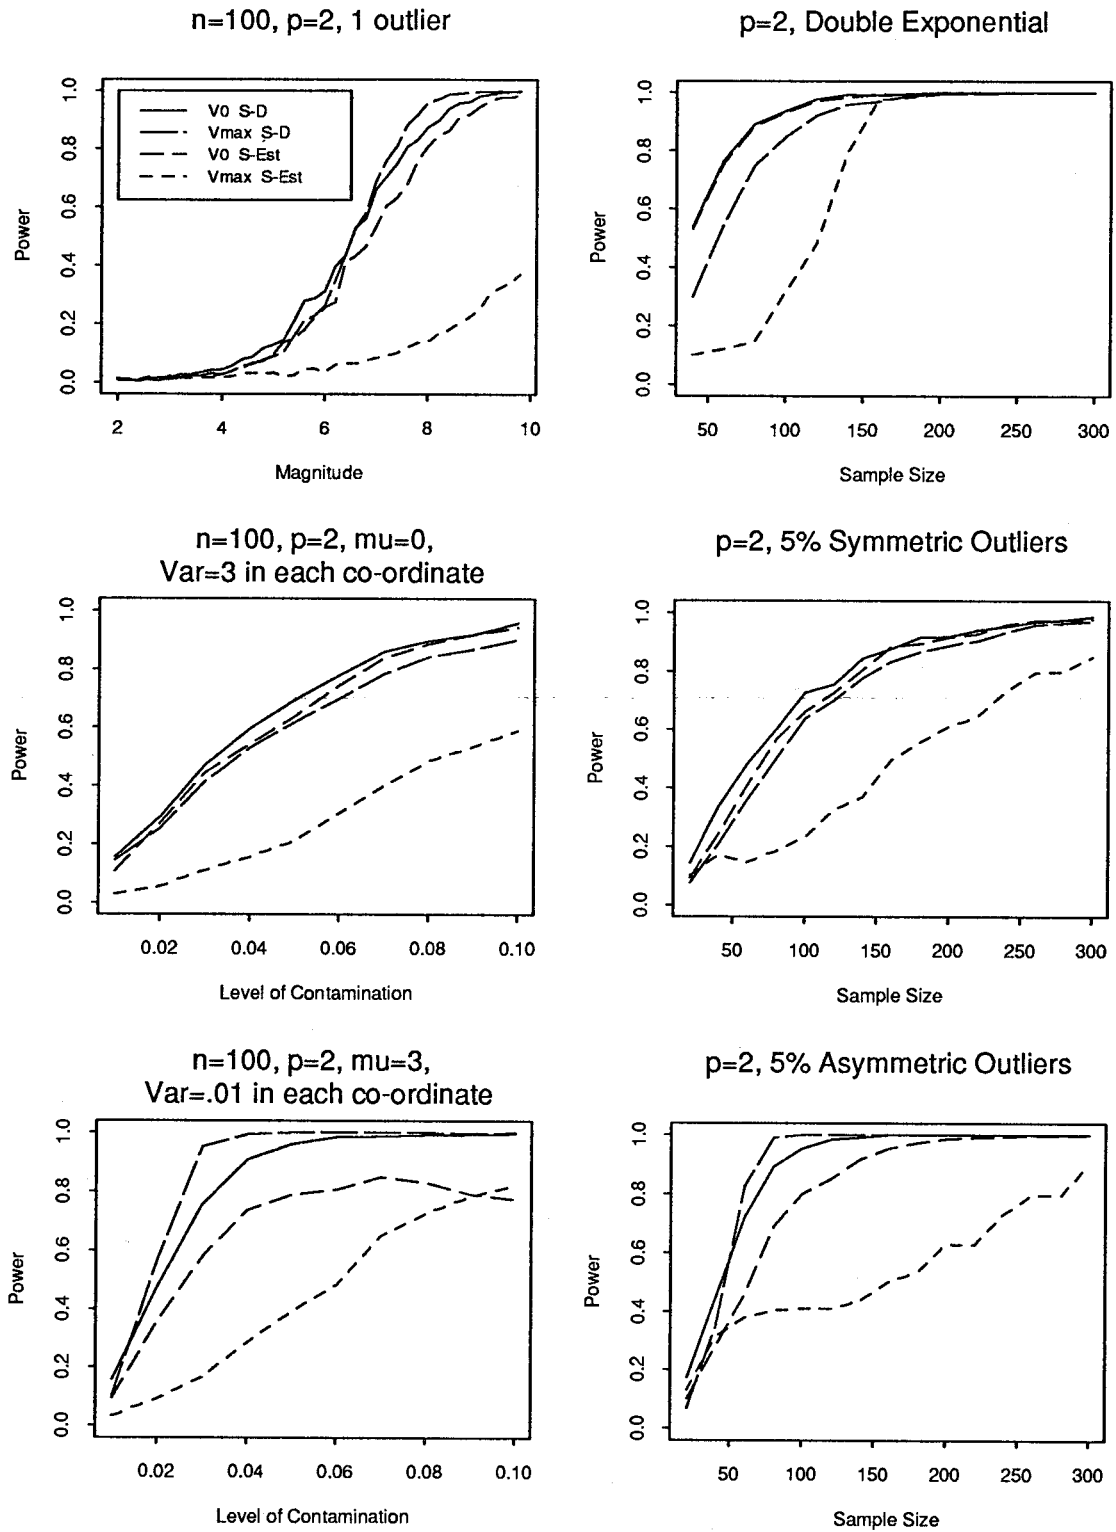 n=100, p=2, 1 outlier
Power
0.0 0.2 0.4 0.6 0.8 1.0
V0 S-D
Vmax S-D
V0 S-Est
Vmax S-Est
2 4 6 8 10
Magnitude
p=2, Double Exponential
Power
0.0 0.2 0.4 0.6 0.8 1.0
50 100 150 200 250 300
Sample Size
n=100, p=2, mu=0,
Var=3 in each co-ordinate
Power
0.0 0.2 0.4 0.6 0.8 1.0
0.02 0.04 0.06 0.08 0.10
Level of Contamination
p=2, 5% Symmetric Outliers
Power
0.0 0.2 0.4 0.6 0.8 1.0
50 100 150 200 250 300
Sample Size
n=100, p=2, mu=3,
Var=.01 in each co-ordinate
Power
0.0 0.2 0.4 0.6 0.8 1.0
0.02 0.04 0.06 0.08 0.10
Level of Contamination
p=2, 5% Asymmetric Outliers
Power
0.0 0.2 0.4 0.6 0.8 1.0
50 100 150 200 250 300
Sample Size